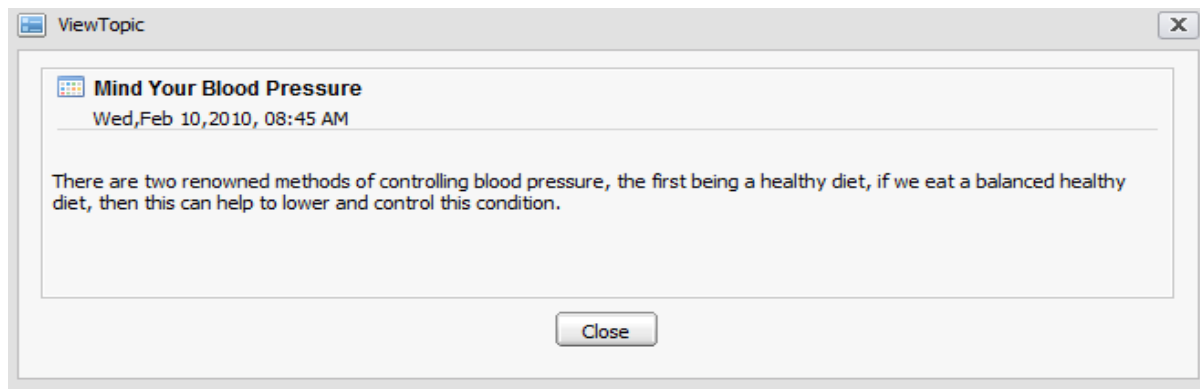 ViewTopic
X
Mind Your Blood Pressure
Wed,Feb 10,2010, 08:45 AM
There are two renowned methods of controlling blood pressure, the first being a healthy diet, if we eat a balanced healthy
diet, then this can help to lower and control this condition.
Close